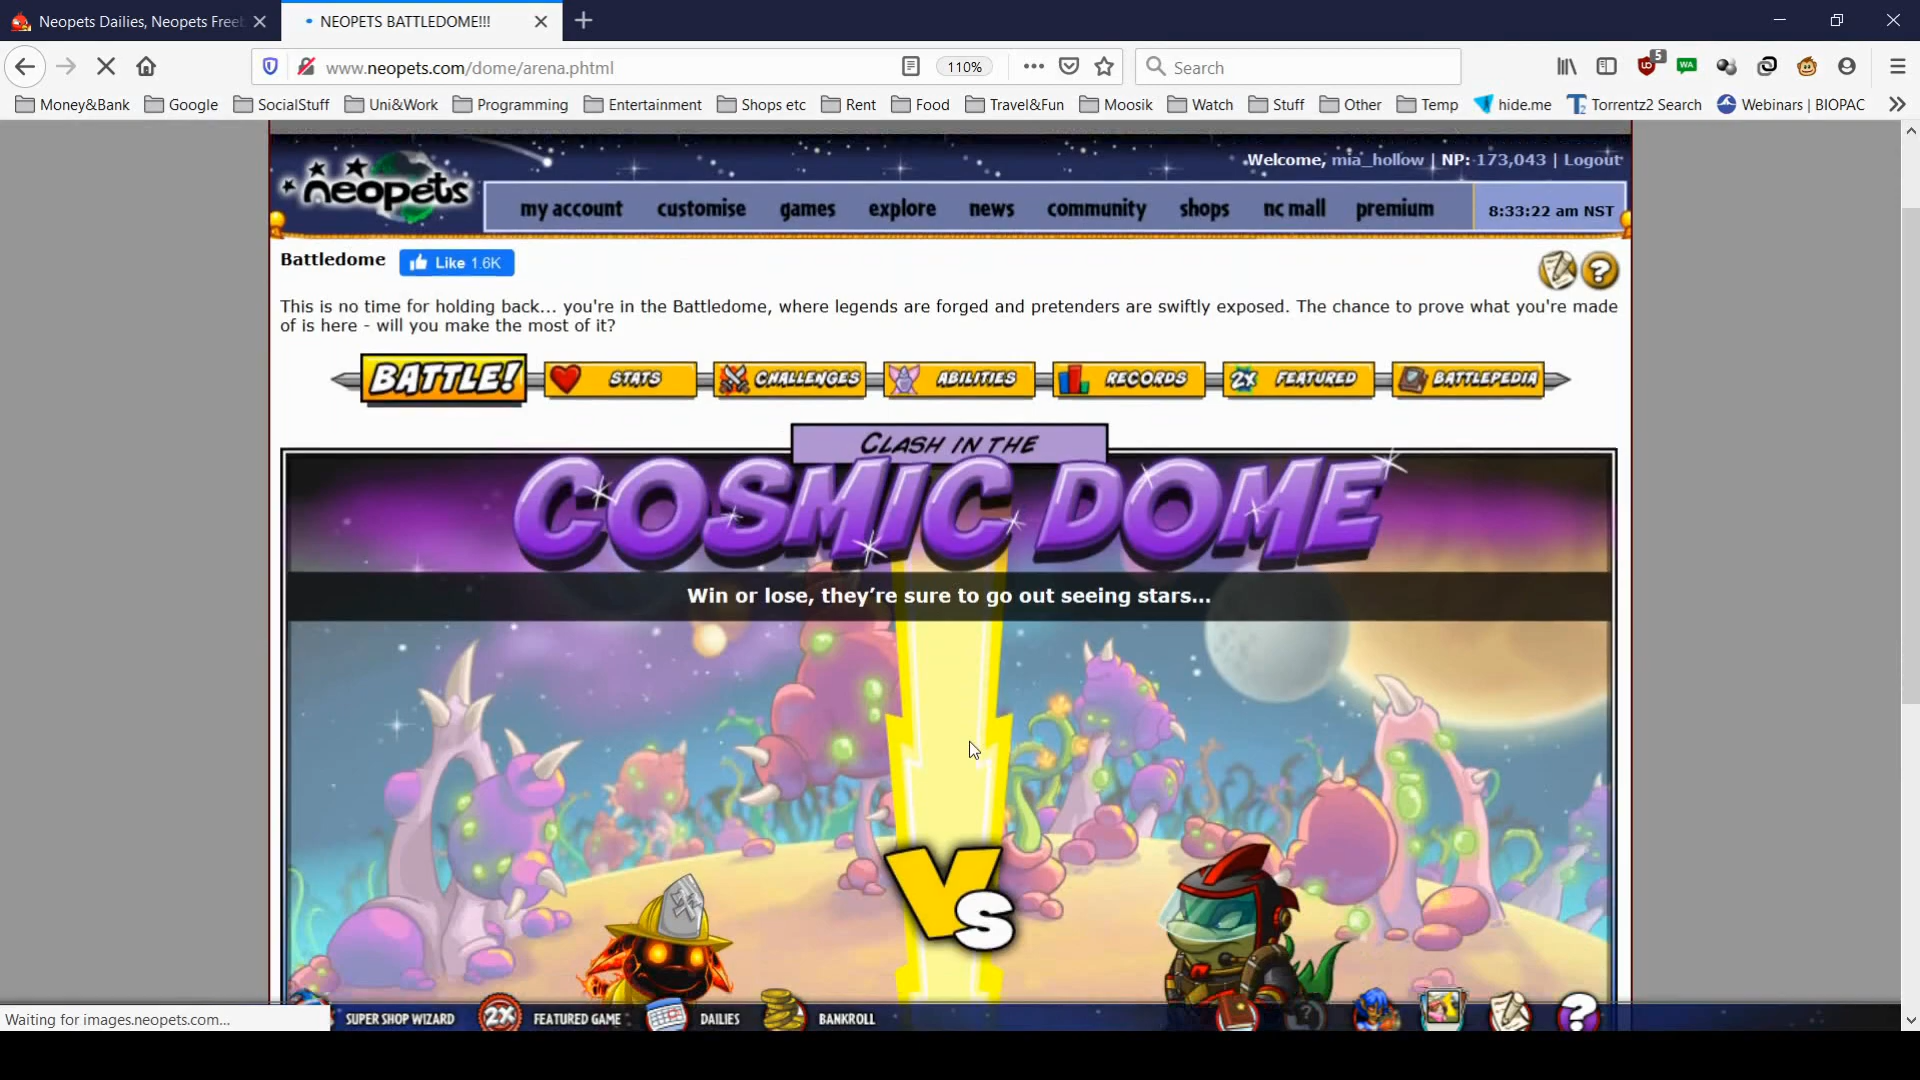 Neopets Dailies, Neopets Freeb
NEOPETS BATTLEDOME!!!
www.neopets.com/dome/arena.phtml
110%
Search
5
WA
Money&Bank
Google
SocialStuff
Uni&Work
Programming
Entertainment
Shops etc
Rent
Food
Travel&Fun
Moosik
Watch
Stuff
Other
Temp
hide.me
Torrentz2 Search
Webinars | BIOPAC
neopets
Welcome, mia_hollow | NP: 173,043 | Logout
my account
customise
games
explore
news
community
shops
nc mall
premium
8:33:22 am NST
Battledome
Like 1.6K
This is no time for holding back... you're in the Battledome, where legends are forged and pretenders are swiftly exposed. The chance to prove what you're made
of is here - will you make the most of it?
BATTLE!
STATS
CHALLENGES
ABILITIES
RECORDS
2X FEATURED
BATTLEPEDIA
CLASH IN THE
COSMIC DOME
Win or lose, they're sure to go out seeing stars...
Vs
Waiting for images.neopets.com...
SUPER SHOP WIZARD
2X FEATURED GAME
DAILIES
BANKROLL